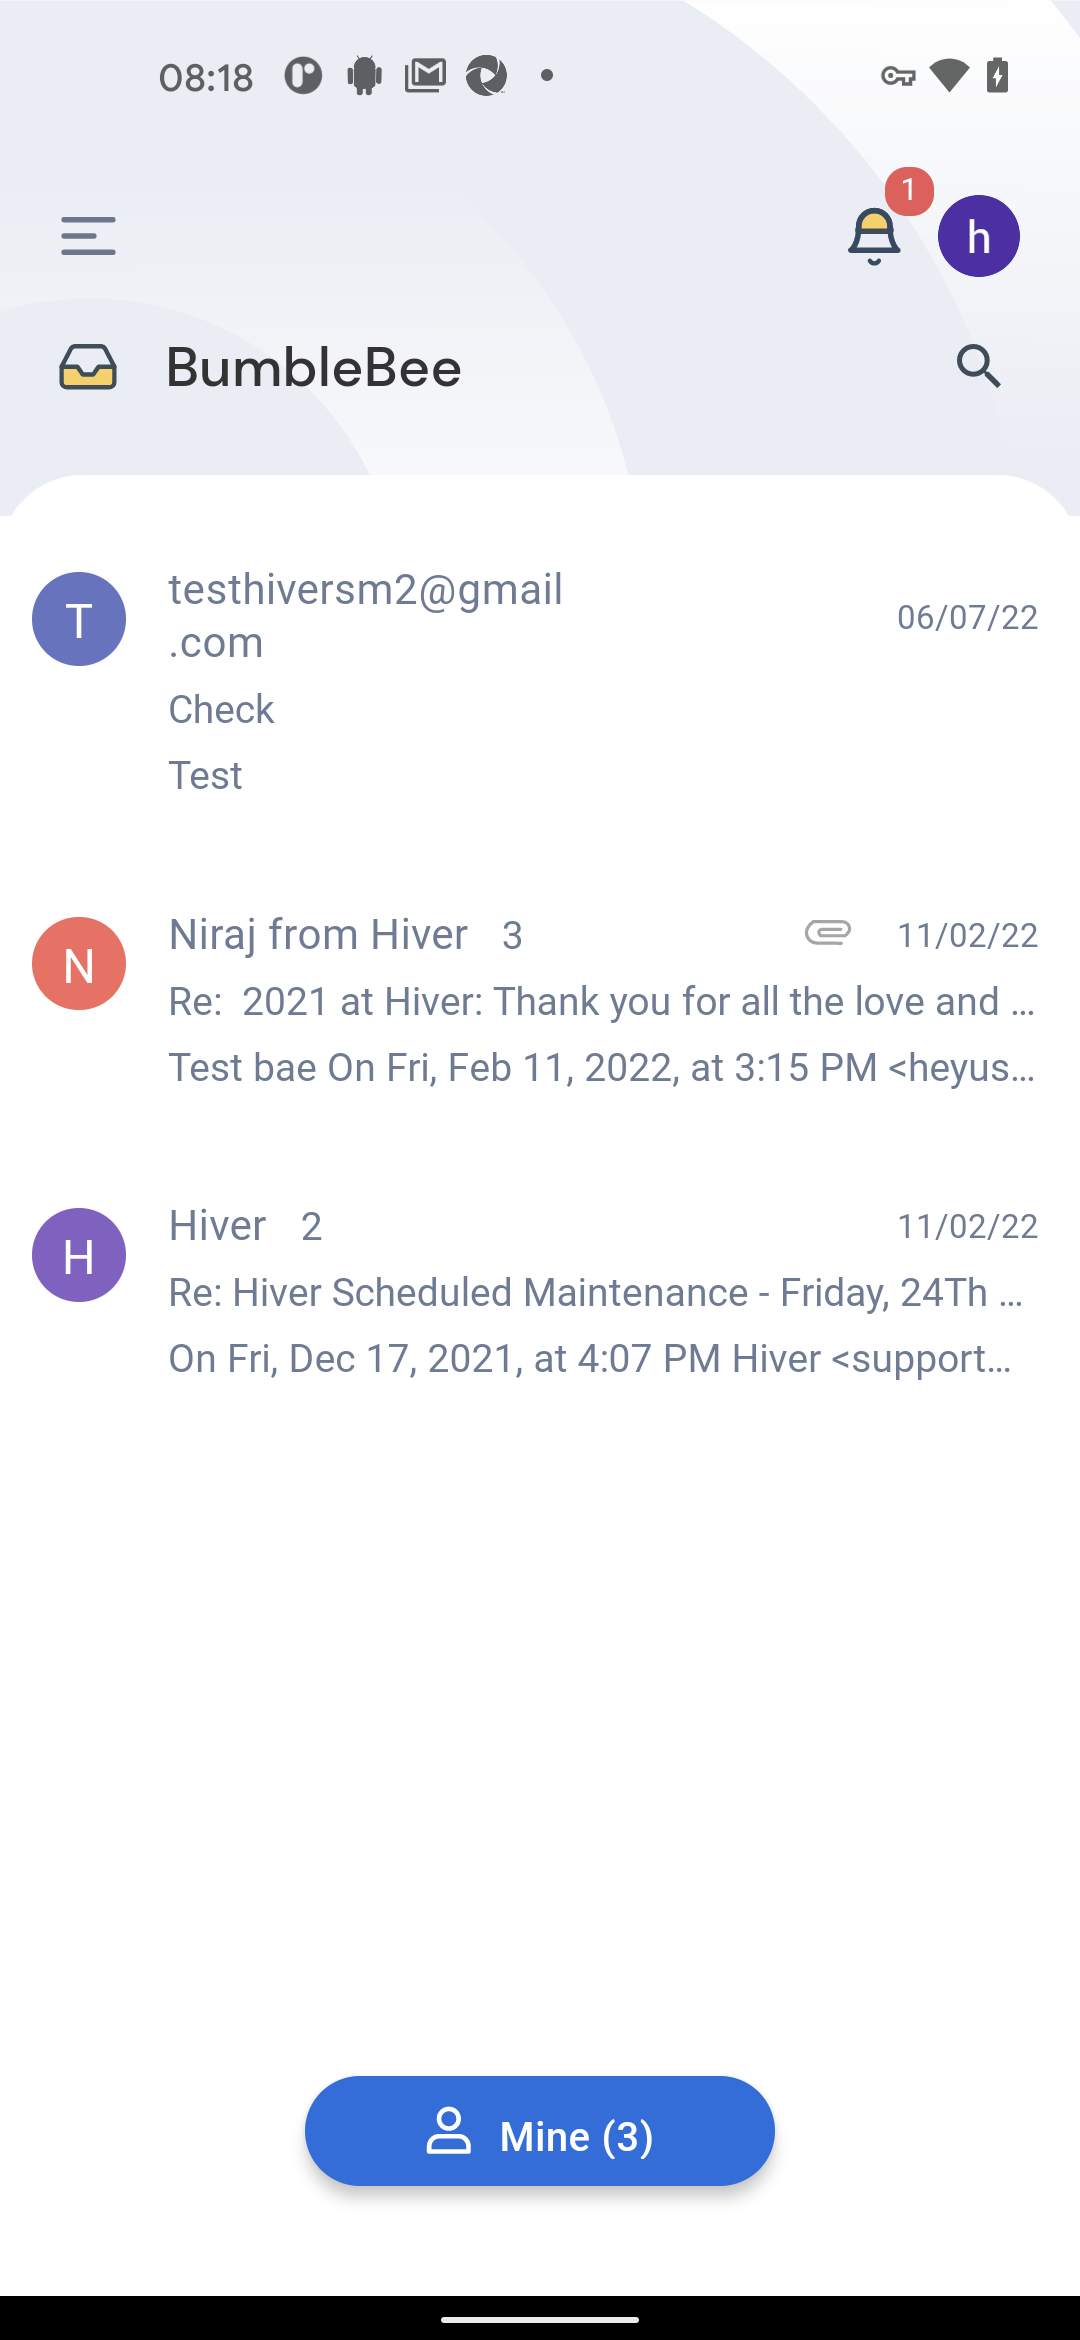 08:18
1
h
BumbleBee
T
testhiversm2@gmail
.com
06/07/22
Check
Test
N
Niraj from Hiver 3
11/02/22
Re:  2021 at Hiver: Thank you for all the love and ...
Test bae On Fri, Feb 11, 2022, at 3:15 PM <heyus...
H
Hiver 2
11/02/22
Re: Hiver Scheduled Maintenance - Friday, 24Th ...
On Fri, Dec 17, 2021, at 4:07 PM Hiver <support...
Mine (3)